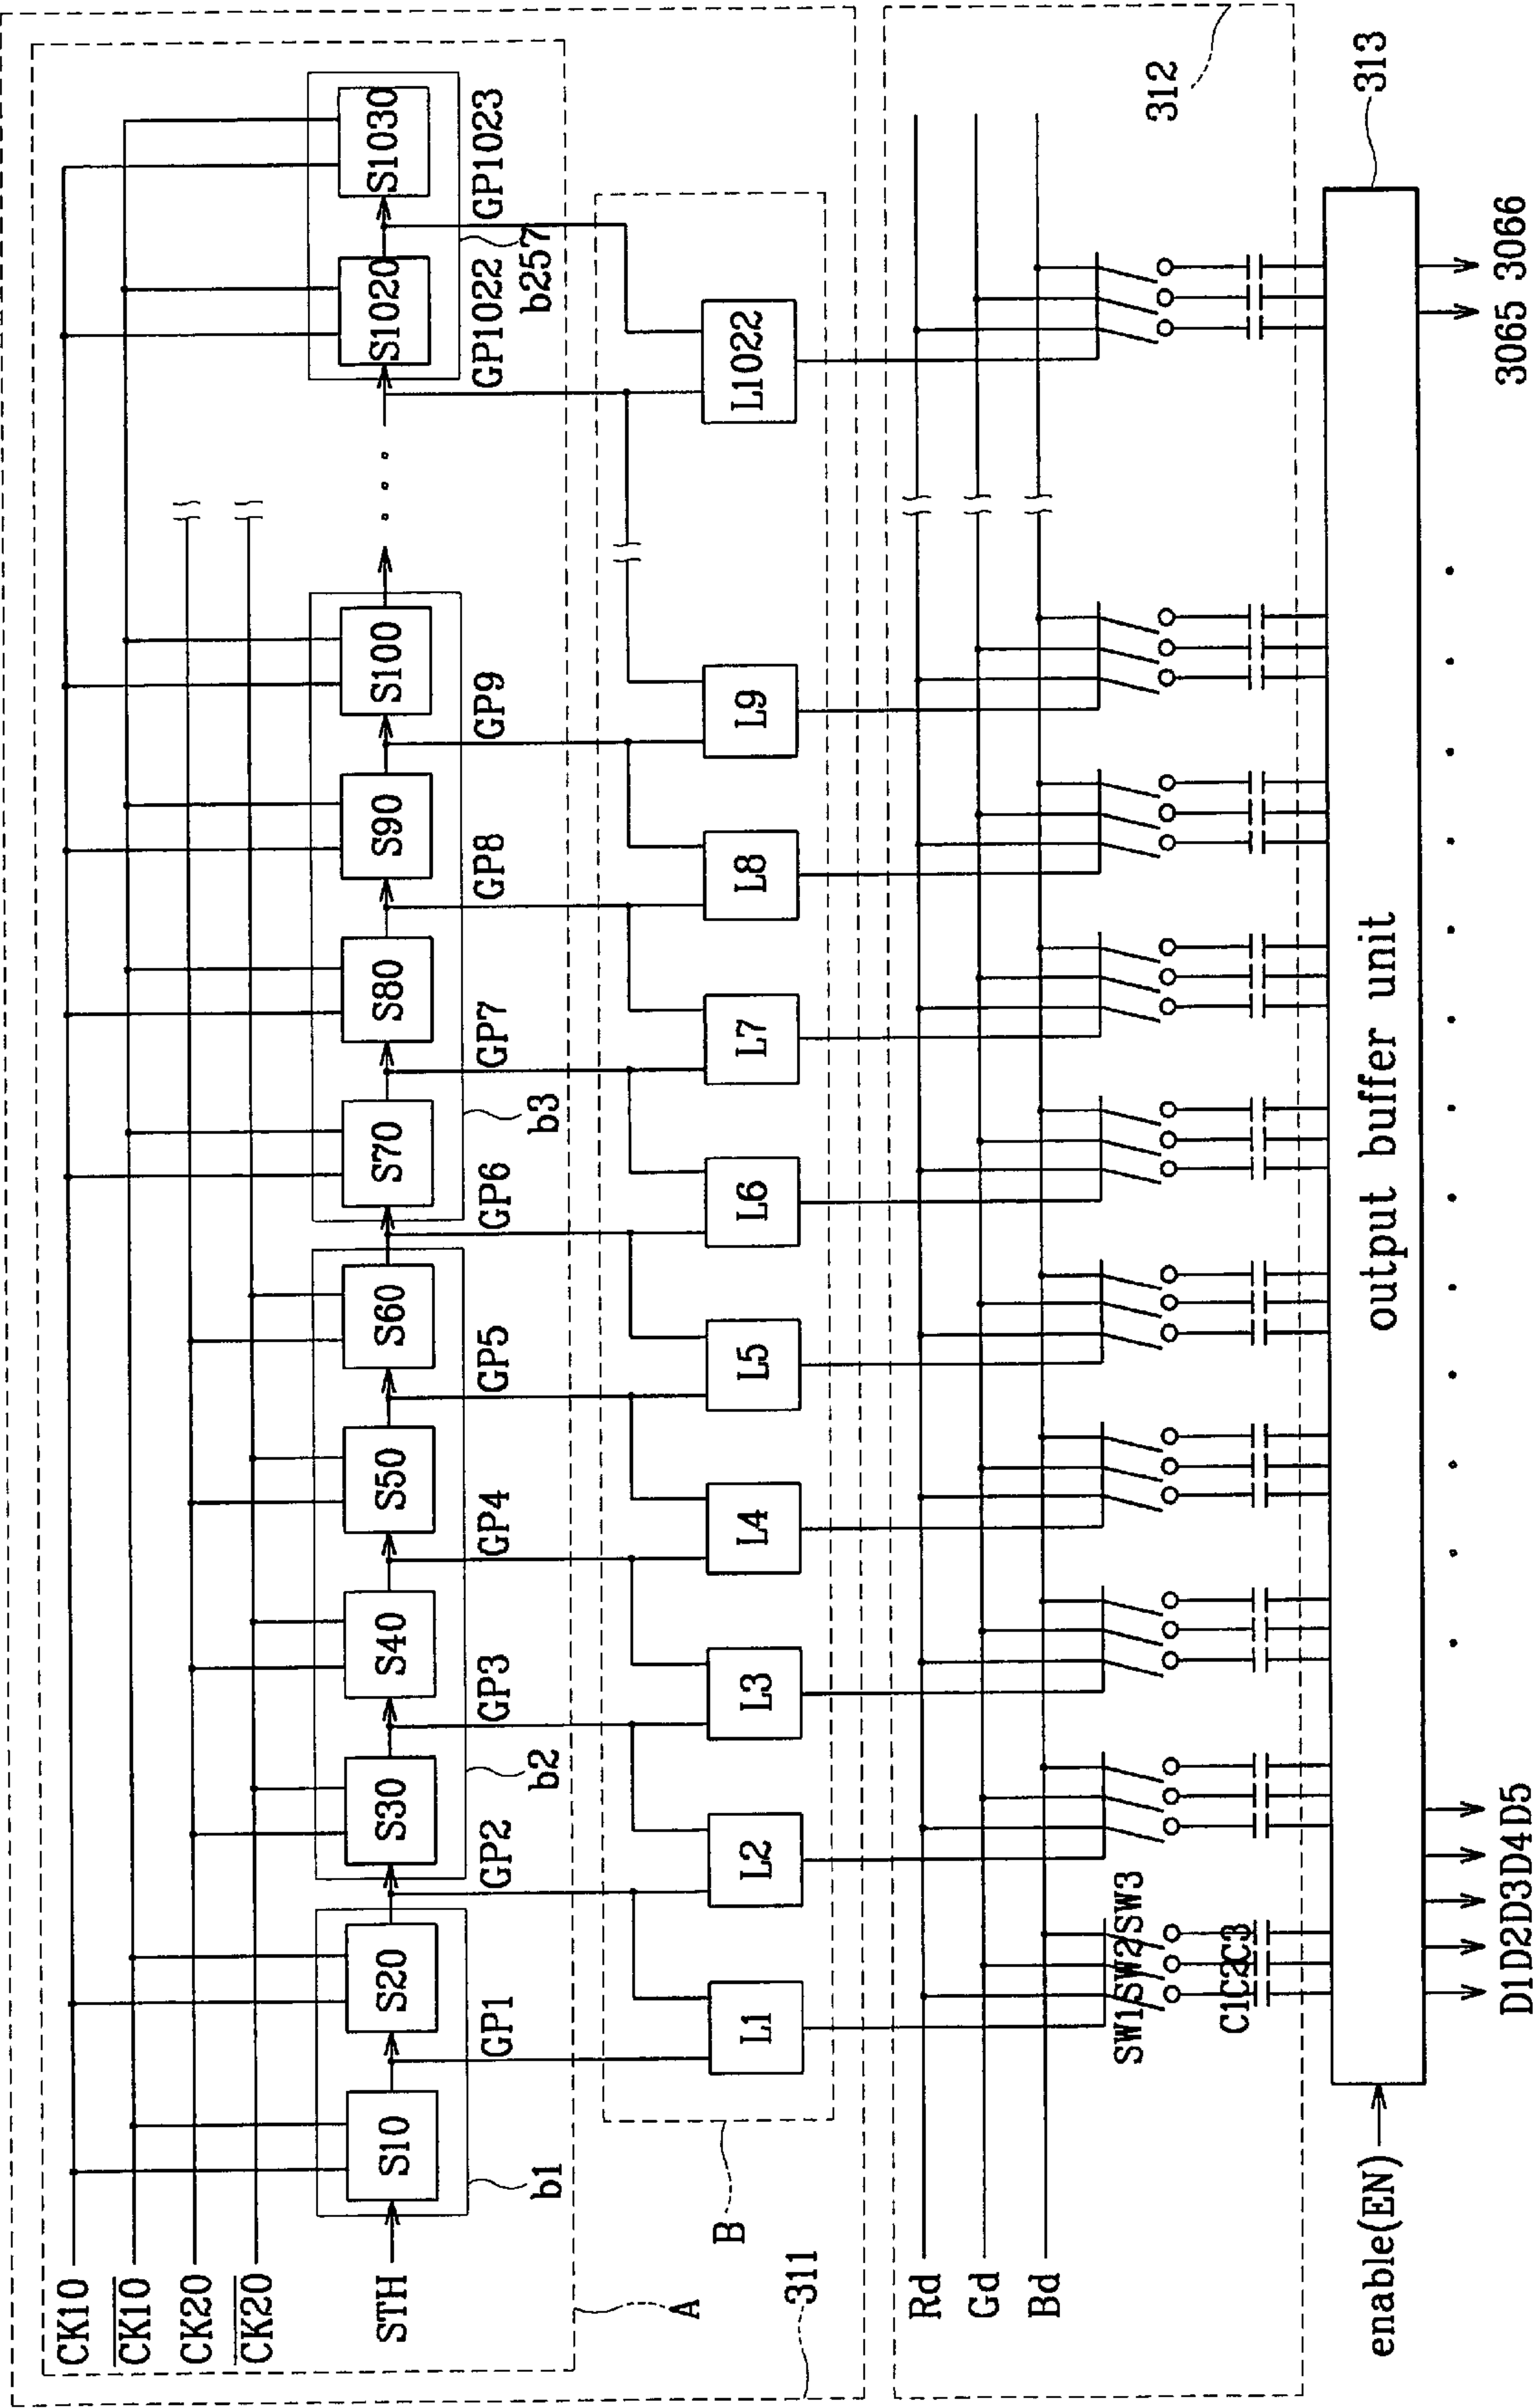 CK10
CK10
CK20
CK20
STH
S10
S20
S30
S40
S50
S60
S70
S80
S90
S100
S1020
S1030
b1
GP1
GP2
b2
GP3
GP4
GP5
GP6
b3
GP7
GP8
GP9
GP1022
b257
GP1023
A
B
311
L1
L2
L3
L4
L5
L6
L7
L8
L9
L1022
Rd
Gd
Bd
SW1SW2SW3
C1C2C3
312
enable(EN)
output buffer unit
313
D1D2D3D4D5
3065 3066